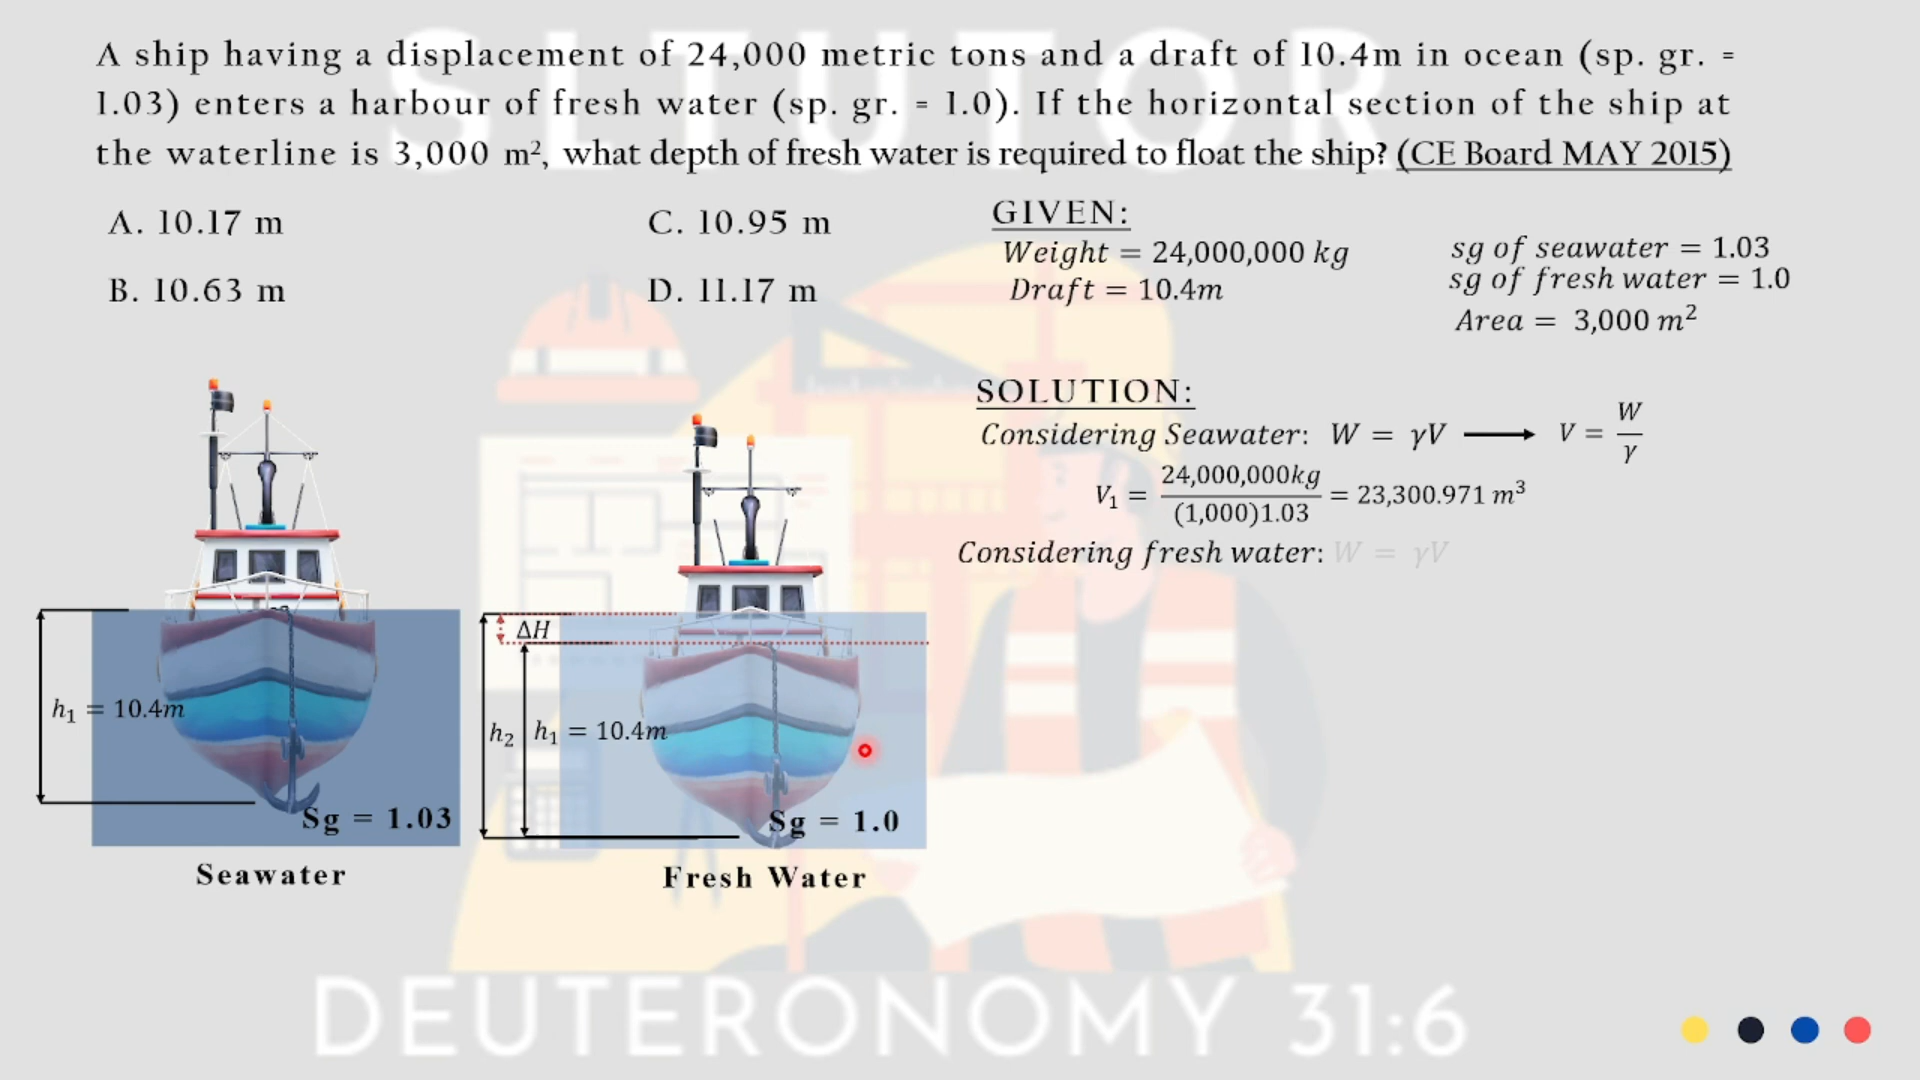 SLTUTOR
A ship having a displacement of 24,000 metric tons and a draft of 10.4m in ocean (sp. gr. =
1.03) enters a harbour of fresh water (sp. gr. = 1.0). If the horizontal section of the ship at
the waterline is 3,000 m², what depth of fresh water is required to float the ship? (CE Board MAY 2015)
A. 10.17 m
B. 10.63 m
C. 10.95 m
D. 11.17 m
GIVEN:
Weight = 24,000,000 kg
Draft = 10.4m
sg of seawater = 1.03
sg of fresh water = 1.0
Area = 3,000 m²
SOLUTION:
Considering Seawater: W = γV ⟶ V = W/γ
V₁ = 24,000,000kg/(1,000)1.03 = 23,300.971 m³
Considering fresh water: W = γV
h₁ = 10.4m
Sg = 1.03
Seawater
ΔH
h₂ h₁ = 10.4m
Sg = 1.0
Fresh Water
DEUTERONOMY 31:6